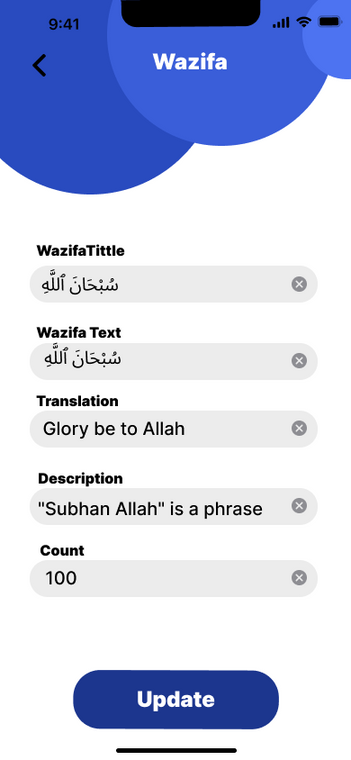 9:41
Wazifa
WazifaTittle
سُبْحَانَ ٱللَّهِ
Wazifa Text
سُبْحَانَ ٱللَّهِ
Translation
Glory be to Allah
Description
"Subhan Allah" is a phrase
Count
100
Update